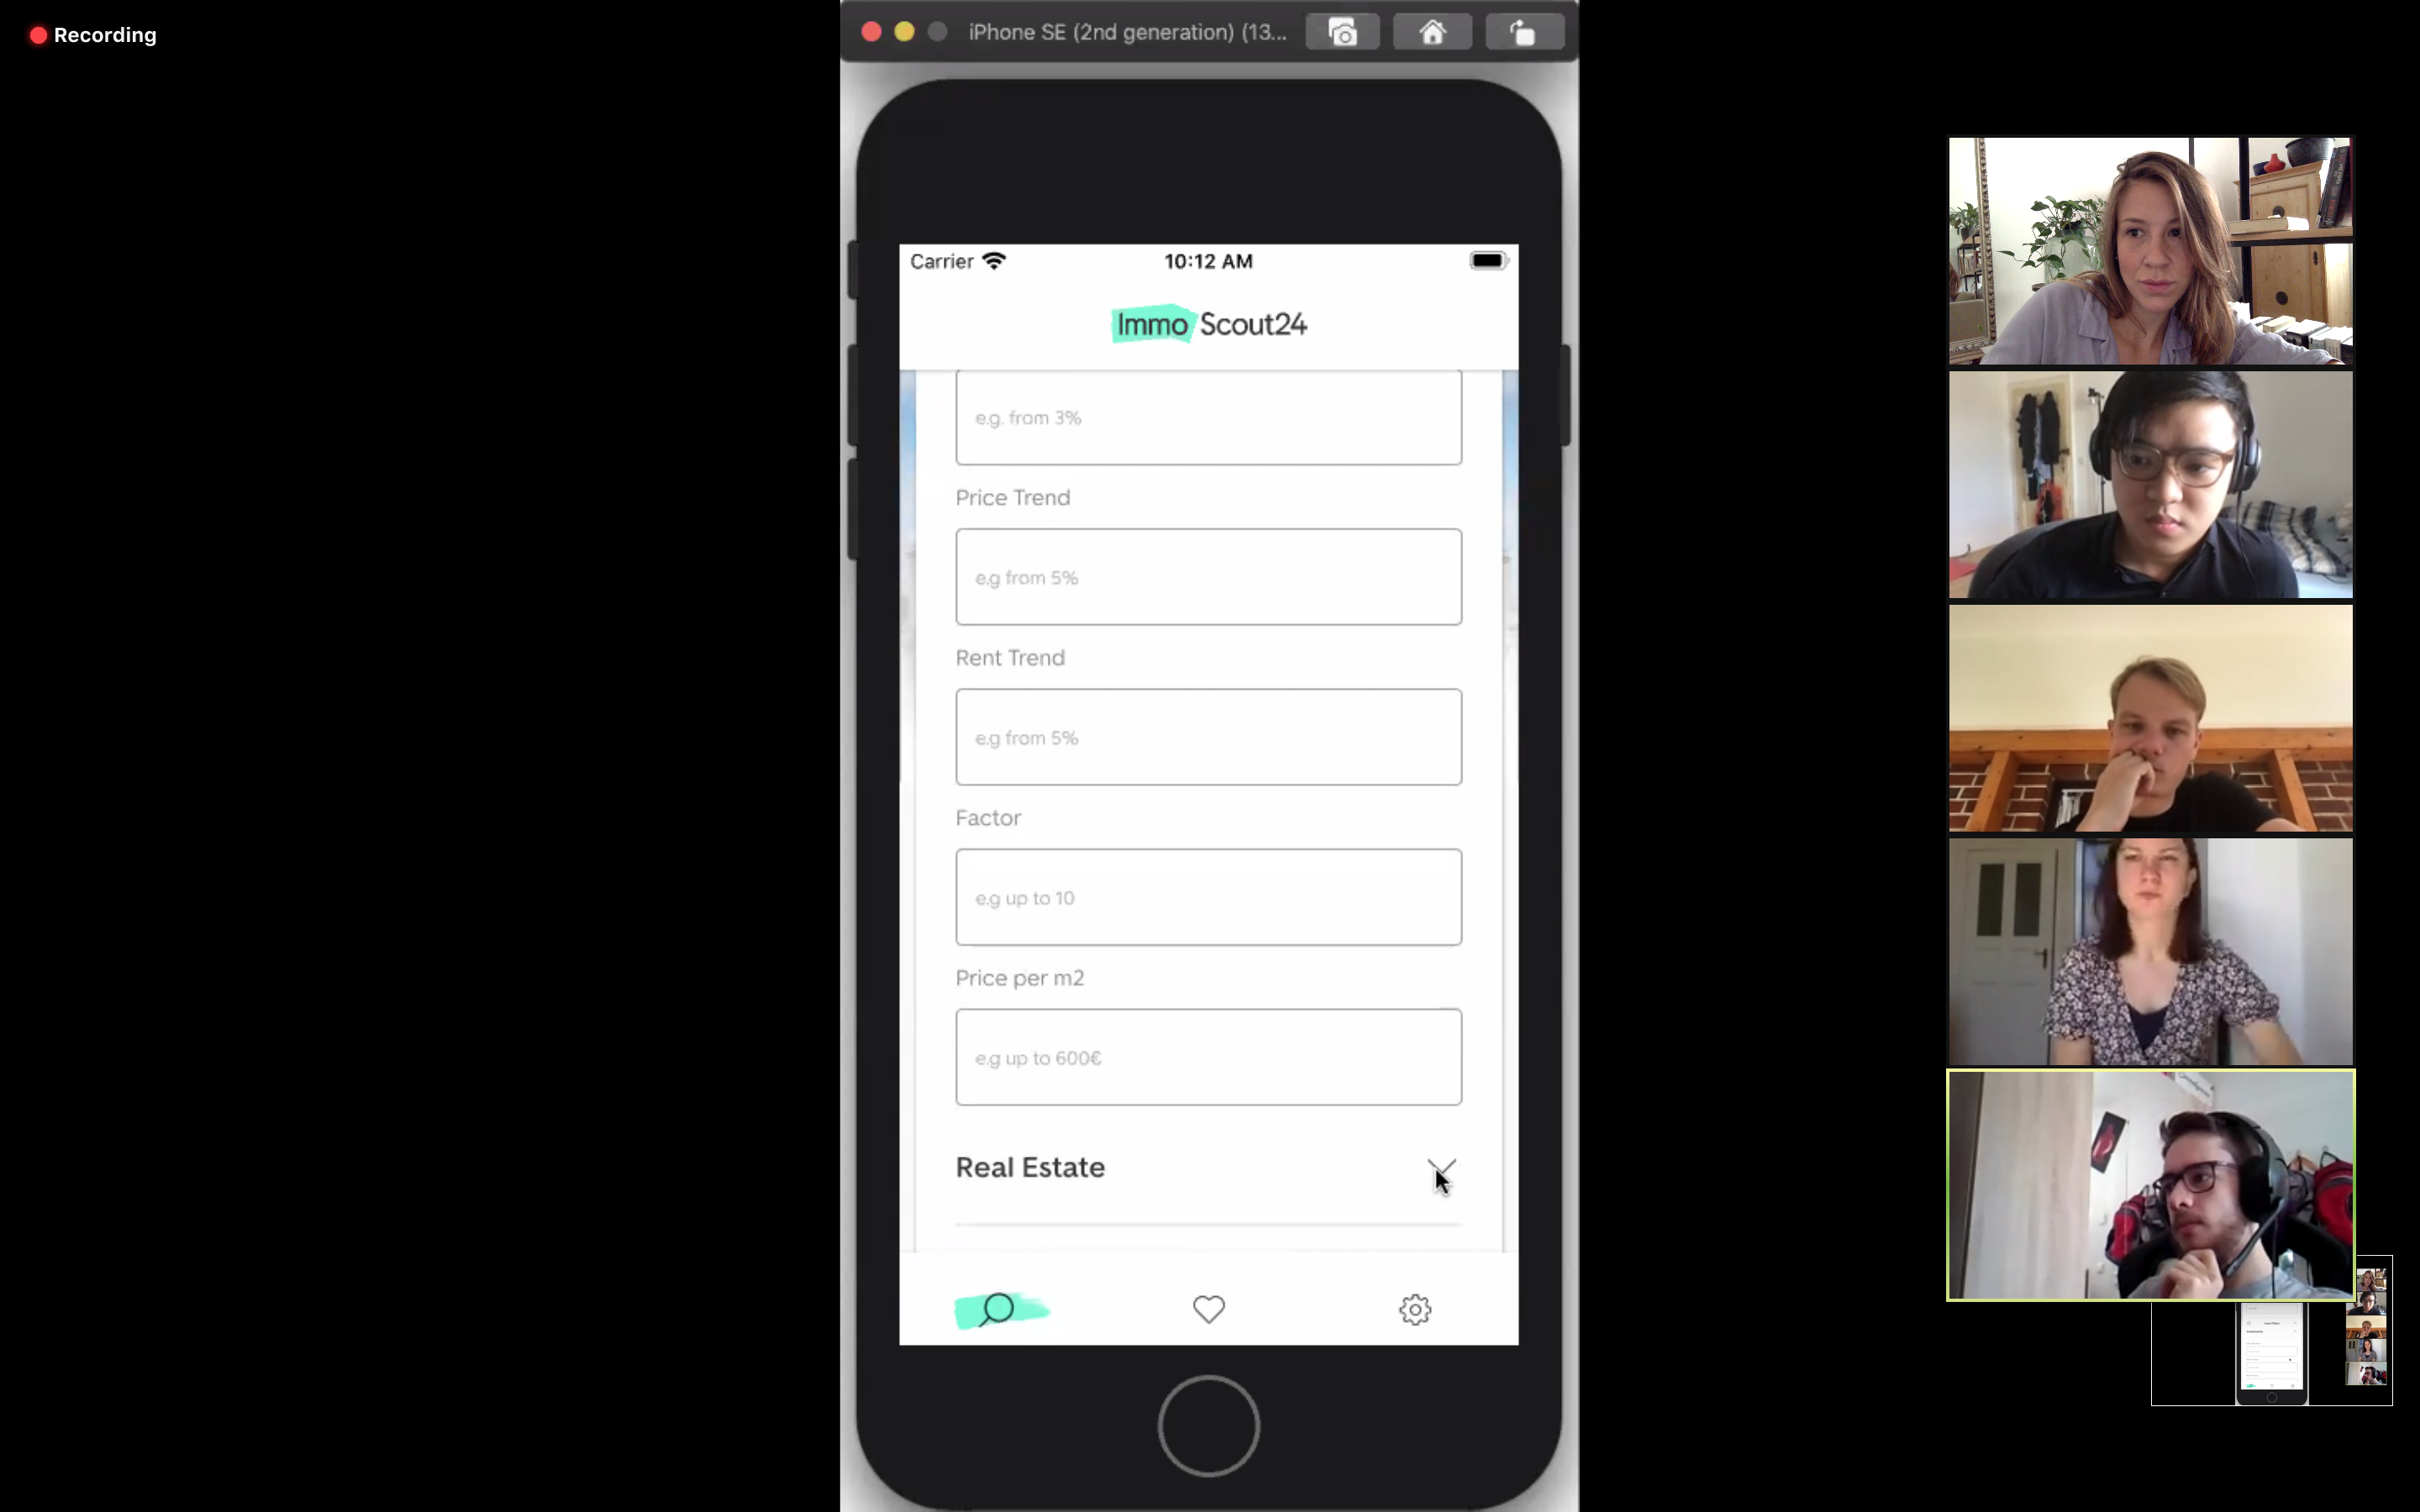 Recording
iPhone SE (2nd generation) (13...
Carrier
10:12 AM
Immo Scout24
e.g. from 3%
Price Trend
e.g from 5%
Rent Trend
e.g from 5%
Factor
e.g up to 10
Price per m2
e.g up to 600€
Real Estate